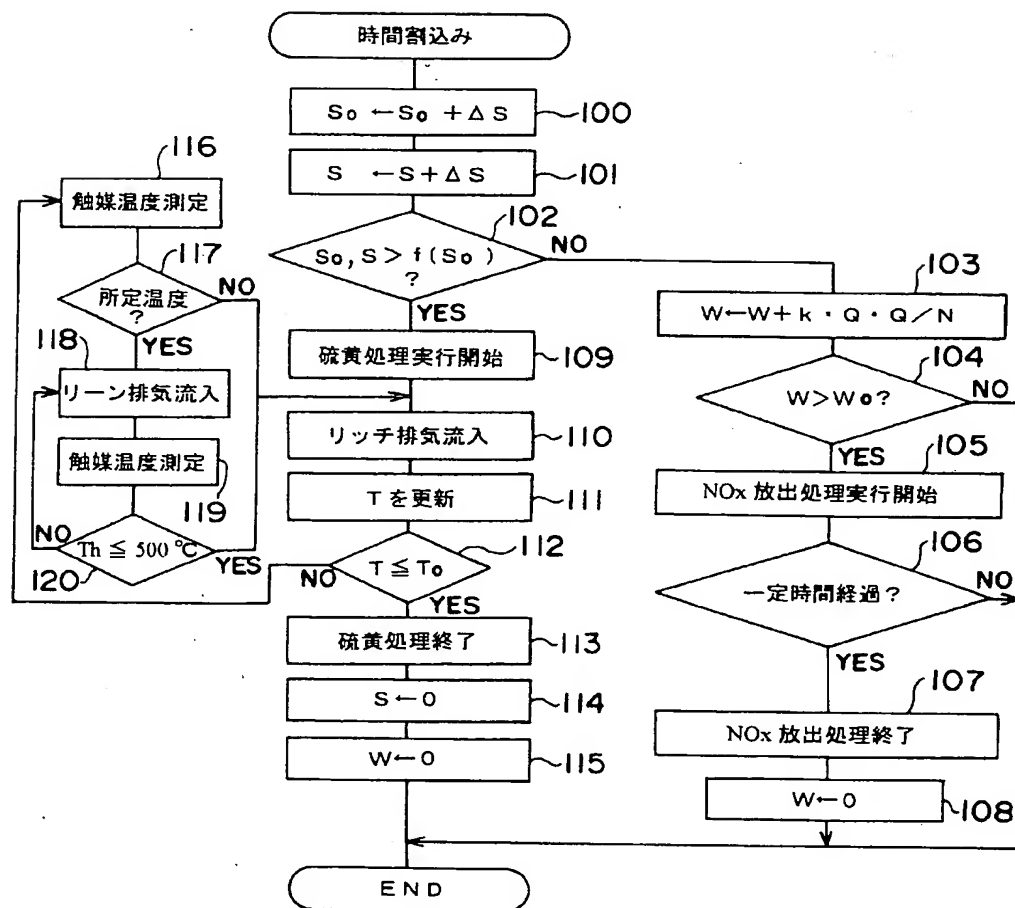 時間割込み
So ←So +ΔS
100
S ←S+ΔS
101
So, S > f(So)
?
102
NO
YES
W←W+k・Q・Q／N
103
W>Wo?
104
NO
YES
NOx 放出処理実行開始
105
一定時間経過?
106
NO
YES
NOx 放出処理終了
107
W←0
108
硫黄処理実行開始
109
リッチ排気流入
110
Tを更新
111
T≦To
112
NO
YES
硫黄処理終了
113
S←0
114
W←0
115
116
触媒温度測定
117
所定温度
?
NO
YES
118
リーン排気流入
触媒温度測定
119
Th ≦ 500 ℃
120
NO
YES
END